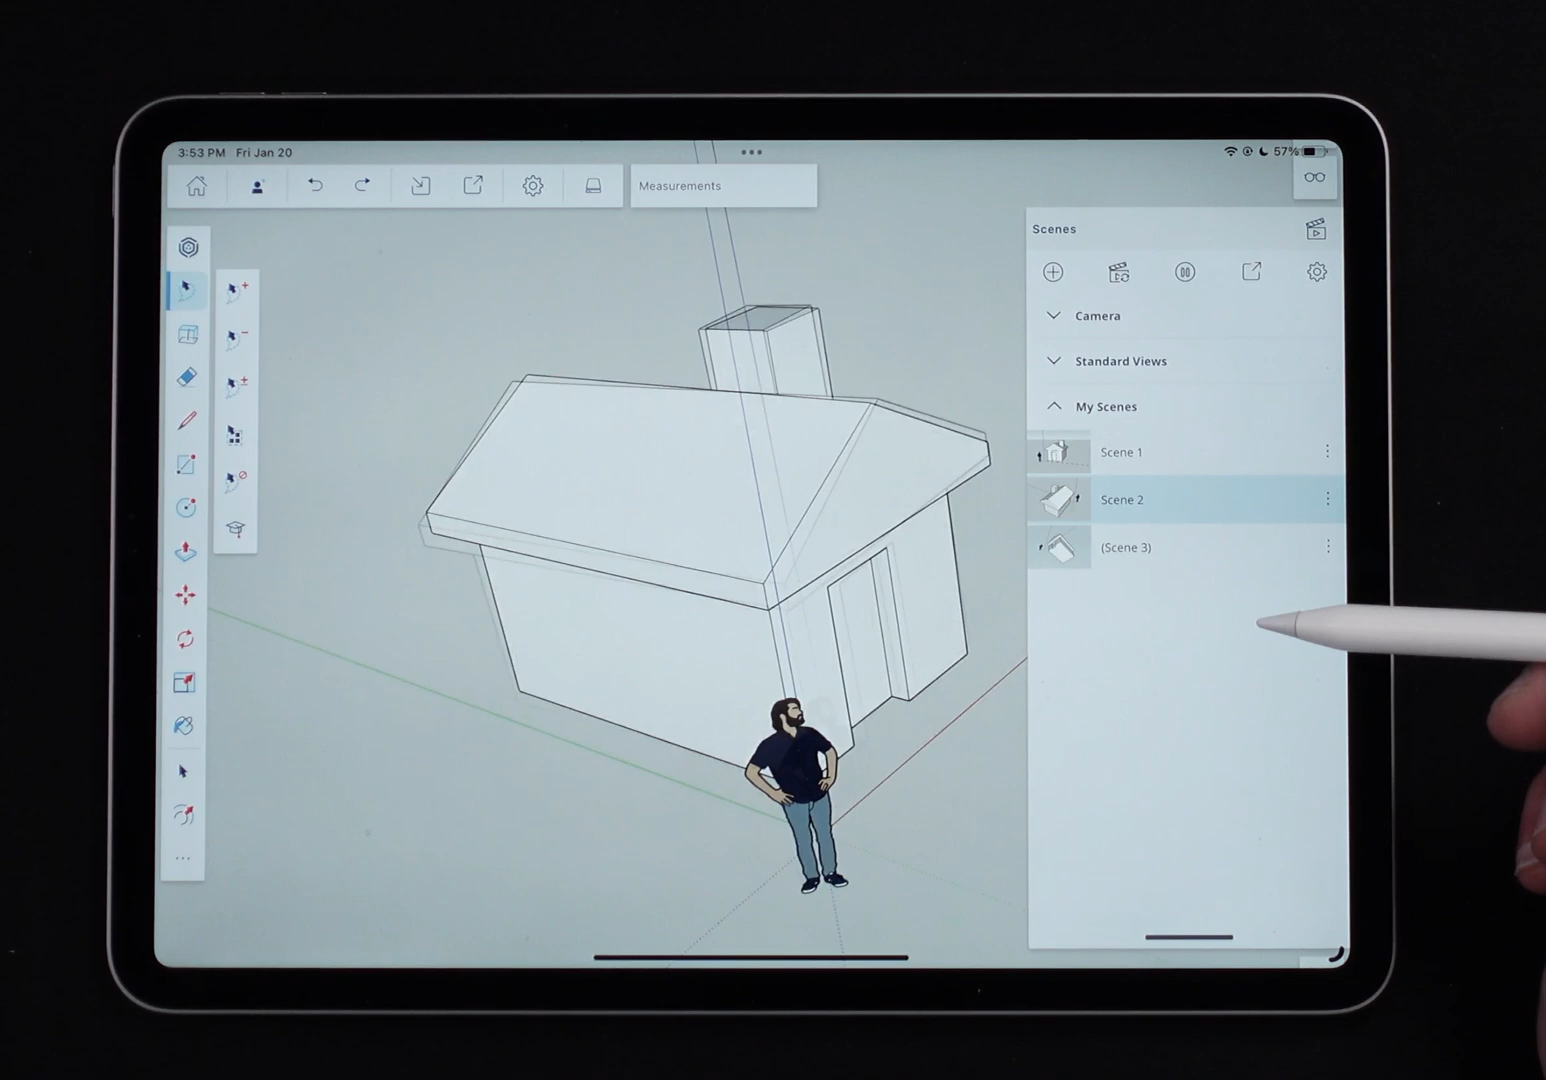 3:53 PM Fri Jan 20
57%
Measurements
Scenes
Camera
Standard Views
My Scenes
Scene 1
Scene 2
(Scene 3)